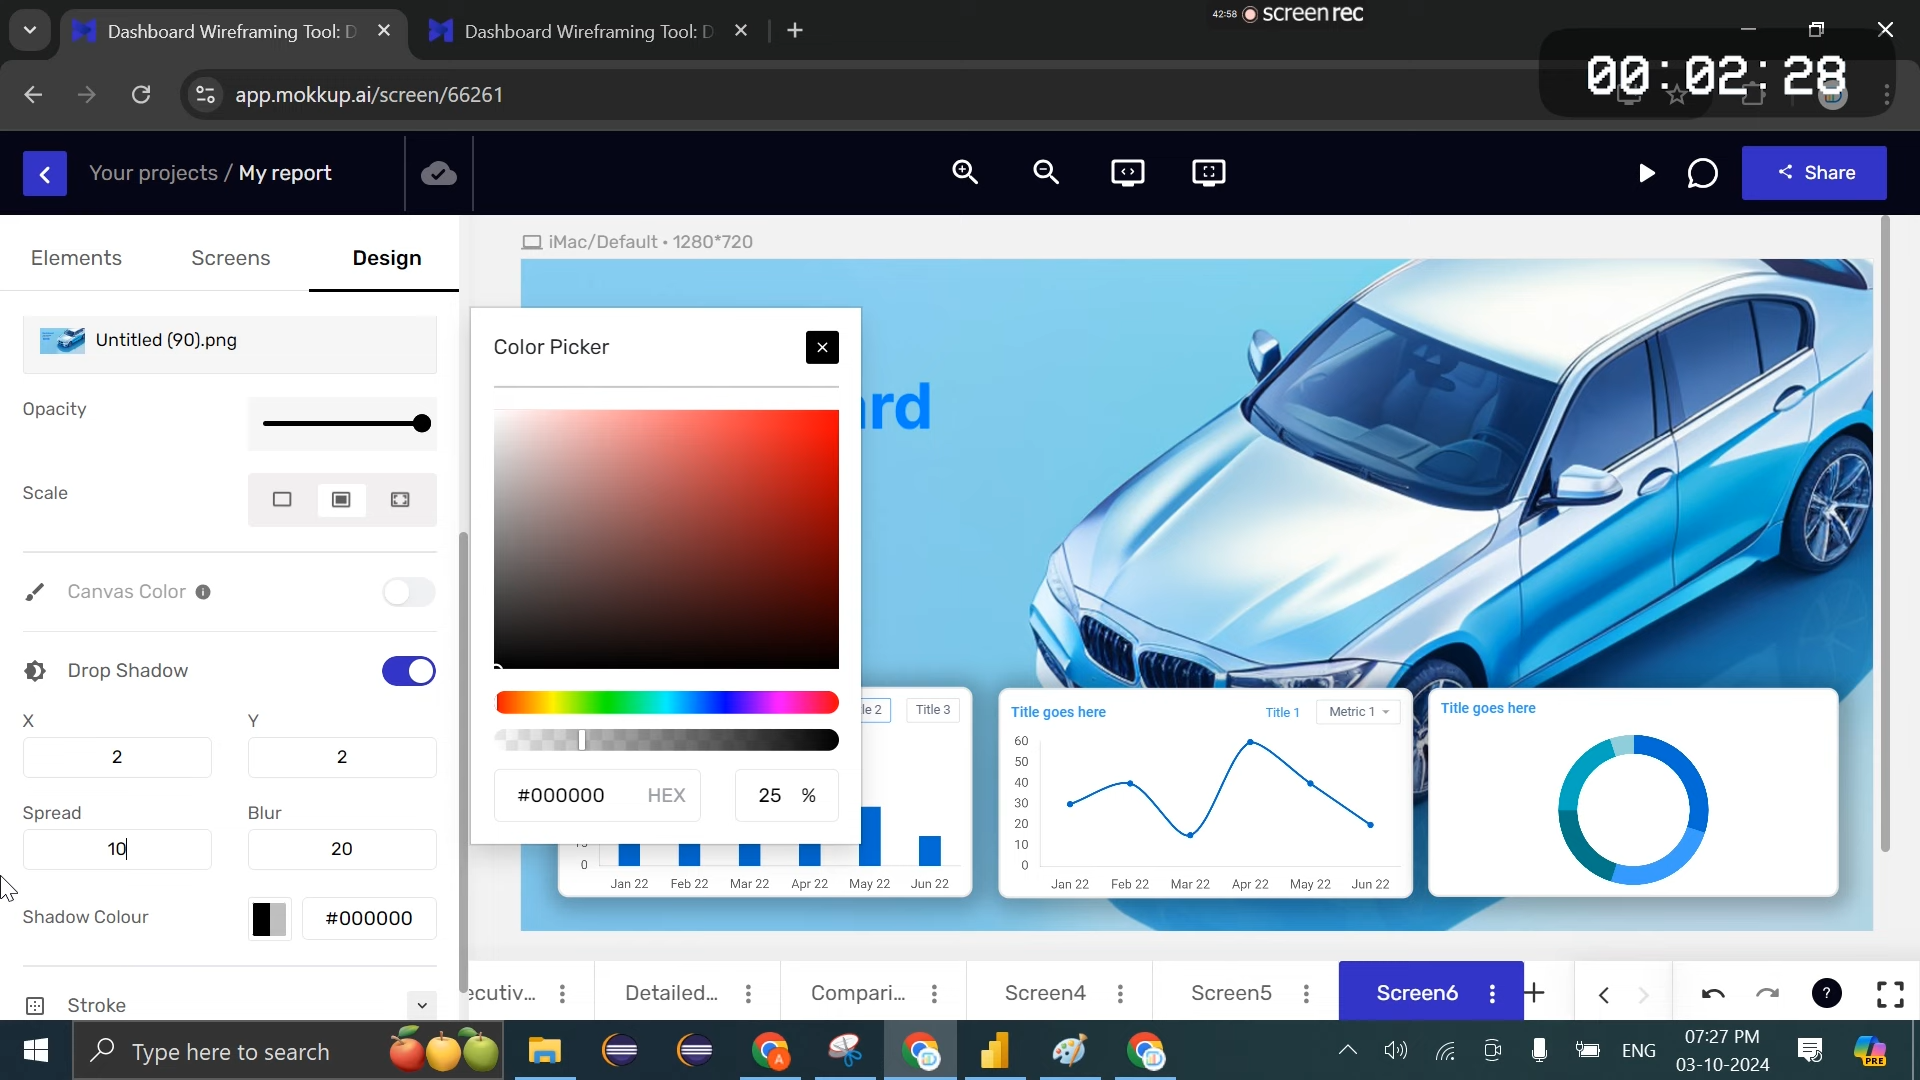 42:58 screenrec
Dashboard Wireframing Tool: D
Dashboard Wireframing Tool: D
00:02:28
app.mokkup.ai/screen/66261
Your projects / My report
Share
Elements
Screens
Design
iMac/Default • 1280*720
Untitled (90).png
Opacity
Scale
Canvas Color
Drop Shadow
X
Y
2
2
Spread
Blur
10
20
Shadow Colour
#000000
Stroke
Color Picker
#000000 HEX
25 %
ard
le 2
Title 3
0
Jan 22 Feb 22 Mar 22 Apr 22 May 22 Jun 22
Title goes here
Title 1
Metric 1
60
50
40
30
20
10
0
Jan 22 Feb 22 Mar 22 Apr 22 May 22 Jun 22
Title goes here
ecutiv...
Detailed...
Compari...
Screen4
Screen5
Screen6
?
Type here to search
ENG
07:27 PM
03-10-2024
PRE